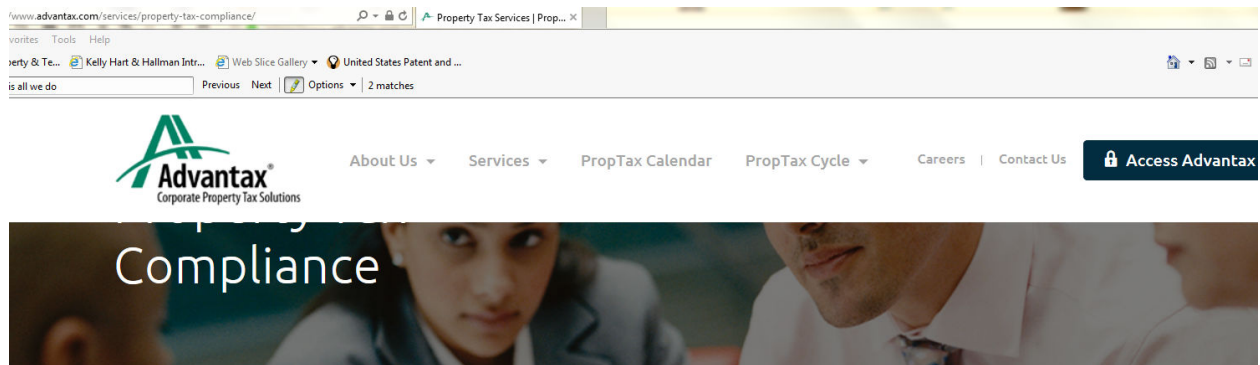 /www.advantax.com/services/property-tax-compliance/ Property Tax Services | Prop...
vorites Tools Help
perty & Te... Kelly Hart & Hallman Intr... Web Slice Gallery United States Patent and ...
is all we do Previous Next Options 2 matches
Advantax®
Corporate Property Tax Solutions
About Us Services PropTax Calendar PropTax Cycle Careers | Contact Us Access Advantax
Compliance